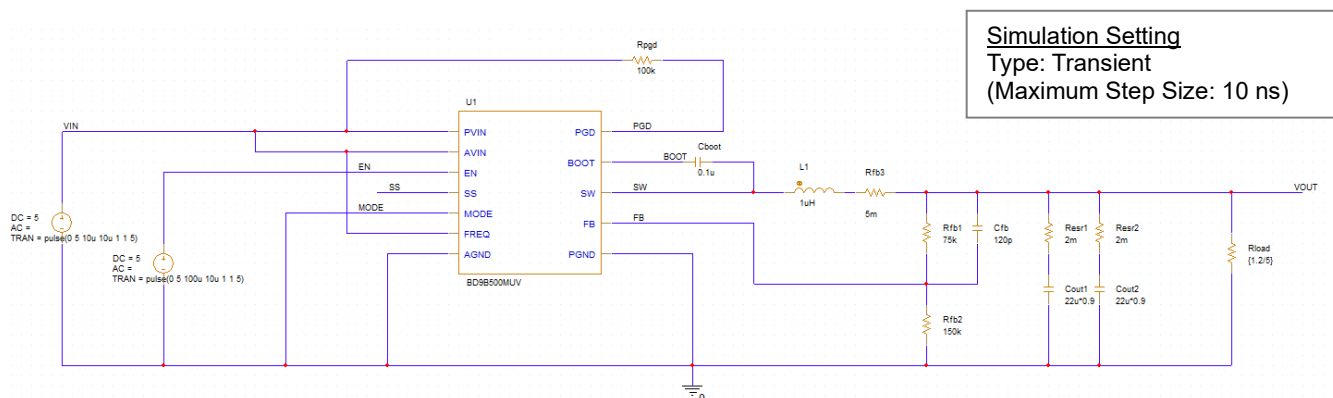 Simulation Setting
Type: Transient
(Maximum Step Size: 10 ns)
Rpgd
100k
U1
VIN
PVIN
PGD
PGD
AVIN
Cboot
EN
EN
BOOT
BOOT
0.1u
L1
Rfb3
SS
SS
SW
SW
VOUT
1uH
5m
MODE
MODE
FB
FB
DC = 5
AC =
TRAN = pulse(0 5 10u 10u 1 1 5)
FREQ
Rfb1
75k
Cfb
120p
Resr1
2m
Resr2
2m
Rload
{1.2/5}
AGND
PGND
DC = 5
AC =
TRAN = pulse(0 5 100u 10u 1 1 5)
BD9B500MUV
Cout1
22u*0.9
Cout2
22u*0.9
Rfb2
150k
0